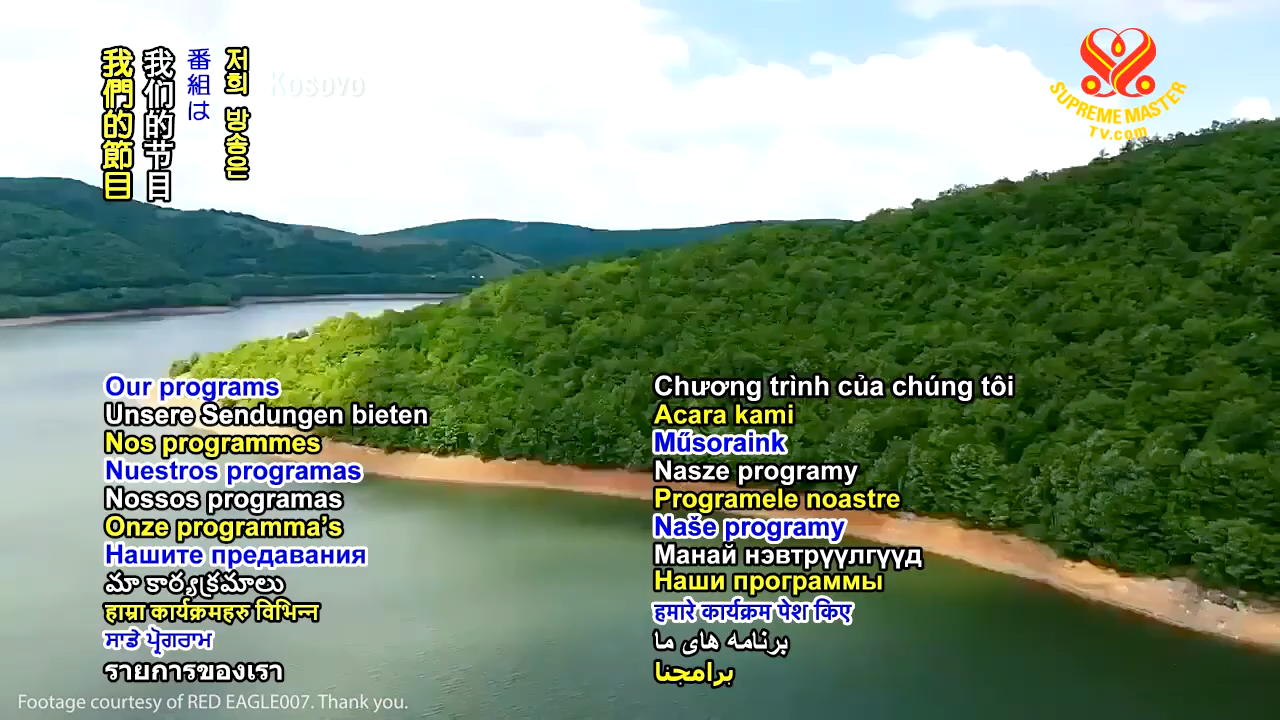 我們的節目
我们的节目
番組は
저희 방송은
Kosovo
SUPREME MASTER
TV.com
Our programs
Unsere Sendungen bieten
Nos programmes
Nuestros programas
Nossos programas
Onze programma's
Нашите предавания
మా కార్యక్రమాలు
हाम्रा कार्यक्रमहरु विभिन्न
ਸਾਡੇ ਪ੍ਰੋਗਰਾਮ
รายการของเรา
Chương trình của chúng tôi
Acara kami
Műsoraink
Nasze programy
Programele noastre
Naše programy
Манай нэвтрүүлгүүд
Наши программы
हमारे कार्यक्रम पेश किए
برنامه های ما
برامجنا
Footage courtesy of RED EAGLE007. Thank you.